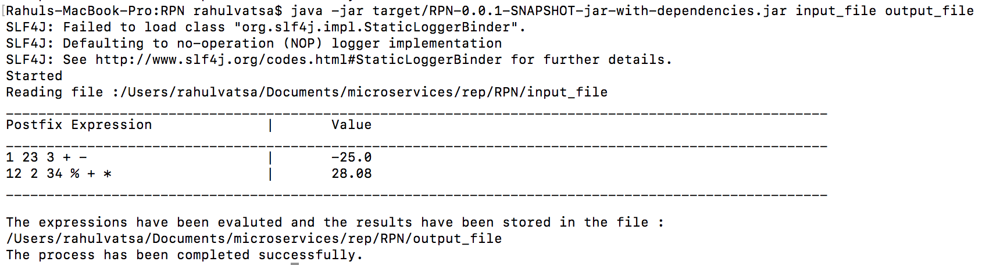 Rahuls-MacBook-Pro:RPN rahulvatsa$ java -jar target/RPN-0.0.1-SNAPSHOT-jar-with-dependencies.jar input_file output_file
SLF4J: Failed to load class "org.slf4j.impl.StaticLoggerBinder".
SLF4J: Defaulting to no-operation (NOP) logger implementation
SLF4J: See http://www.slf4j.org/codes.html#StaticLoggerBinder for further details.
Started
Reading file :/Users/rahulvatsa/Documents/microservices/rep/RPN/input_file
Postfix Expression | Value
1 23 3 + - | -25.0
12 2 34 % + * | 28.08
The expressions have been evaluted and the results have been stored in the file :
/Users/rahulvatsa/Documents/microservices/rep/RPN/output_file
The process has been completed successfully.